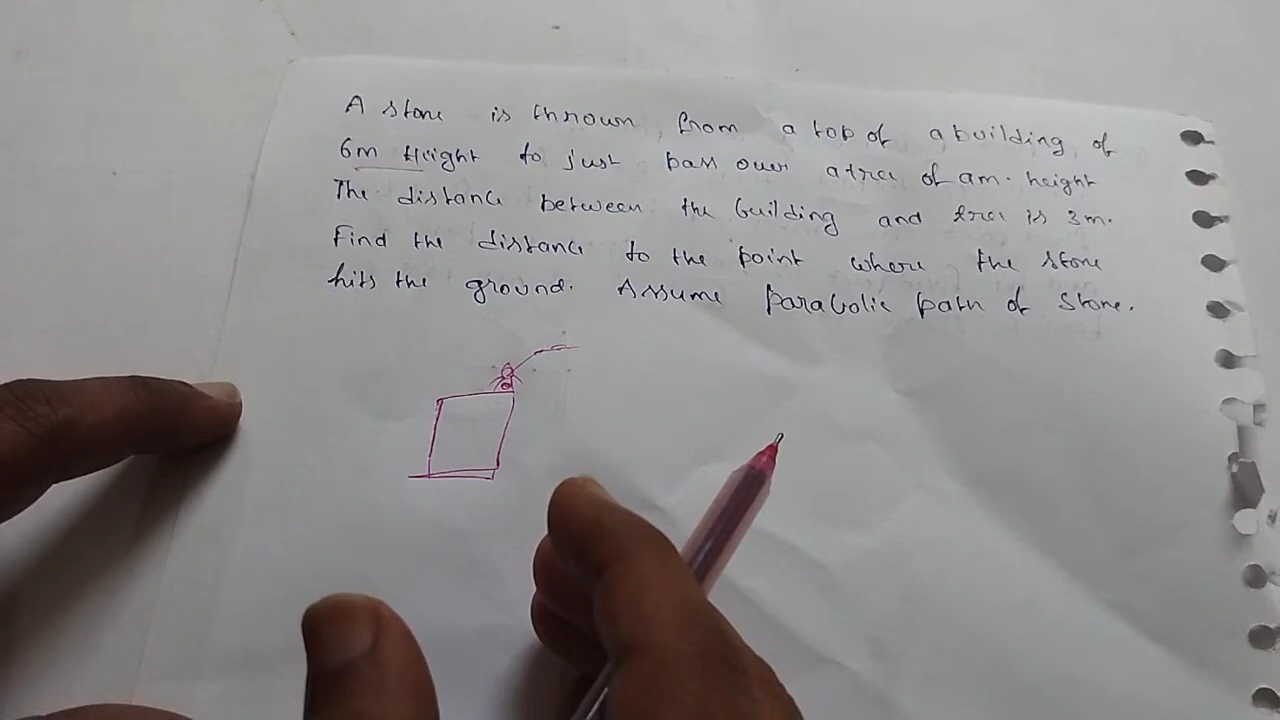 A stone is thrown from a top of a building of
6m Height to just pass over a tree of 9m. height
The distance between the building and tree is 3m.
Find the distance to the point where the stone
hits the ground. Assume parabolic path of stone.